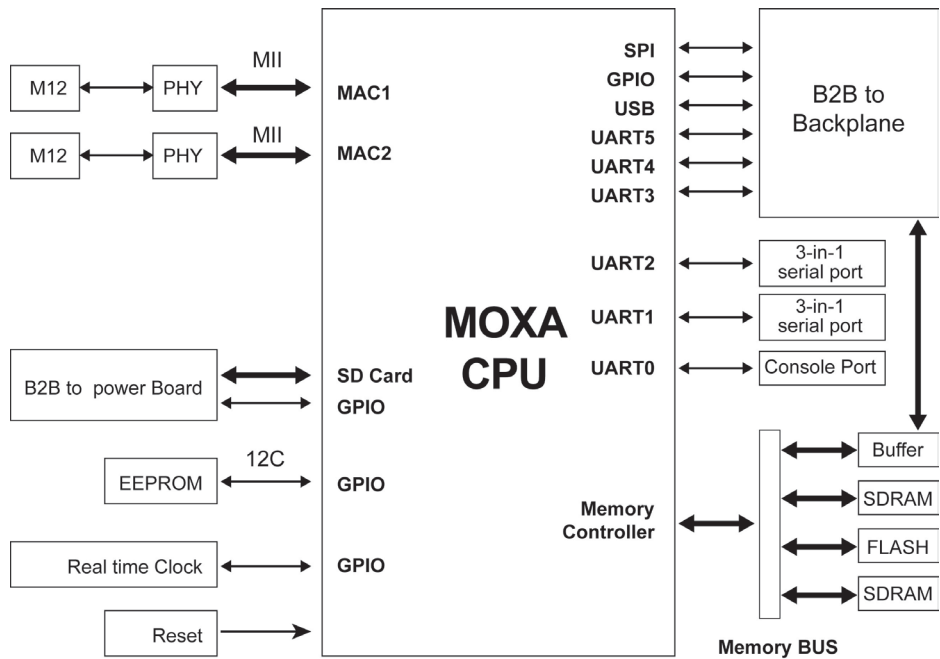 MII
M12
PHY
MAC1
MII
M12
PHY
MAC2
B2B to power Board
SD Card
GPIO
12C
EEPROM
GPIO
Real time Clock
GPIO
Reset
MOXA
CPU
SPI
GPIO
USB
UART5
UART4
UART3
UART2
UART1
UART0
Memory
Controller
B2B to
Backplane
3-in-1
serial port
3-in-1
serial port
Console Port
Buffer
SDRAM
FLASH
SDRAM
Memory BUS